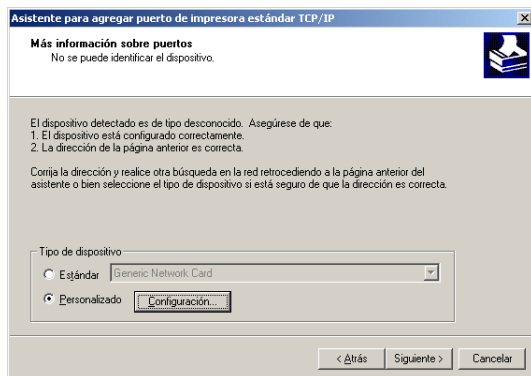 Asistente para agregar puerto de impresora estándar TCP/IP
Más información sobre puertos
No se puede identificar el dispositivo.
El dispositivo detectado es de tipo desconocido. Asegúrese de que:
1. El dispositivo está configurado correctamente.
2. La dirección de la página anterior es correcta.
Corrija la dirección y realice otra búsqueda en la red retrocediendo a la página anterior del
asistente o bien seleccione el tipo de dispositivo si está seguro de que la dirección es correcta.
Tipo de dispositivo
Estándar
Generic Network Card
Personalizado
Configuración...
< Atrás
Siguiente >
Cancelar